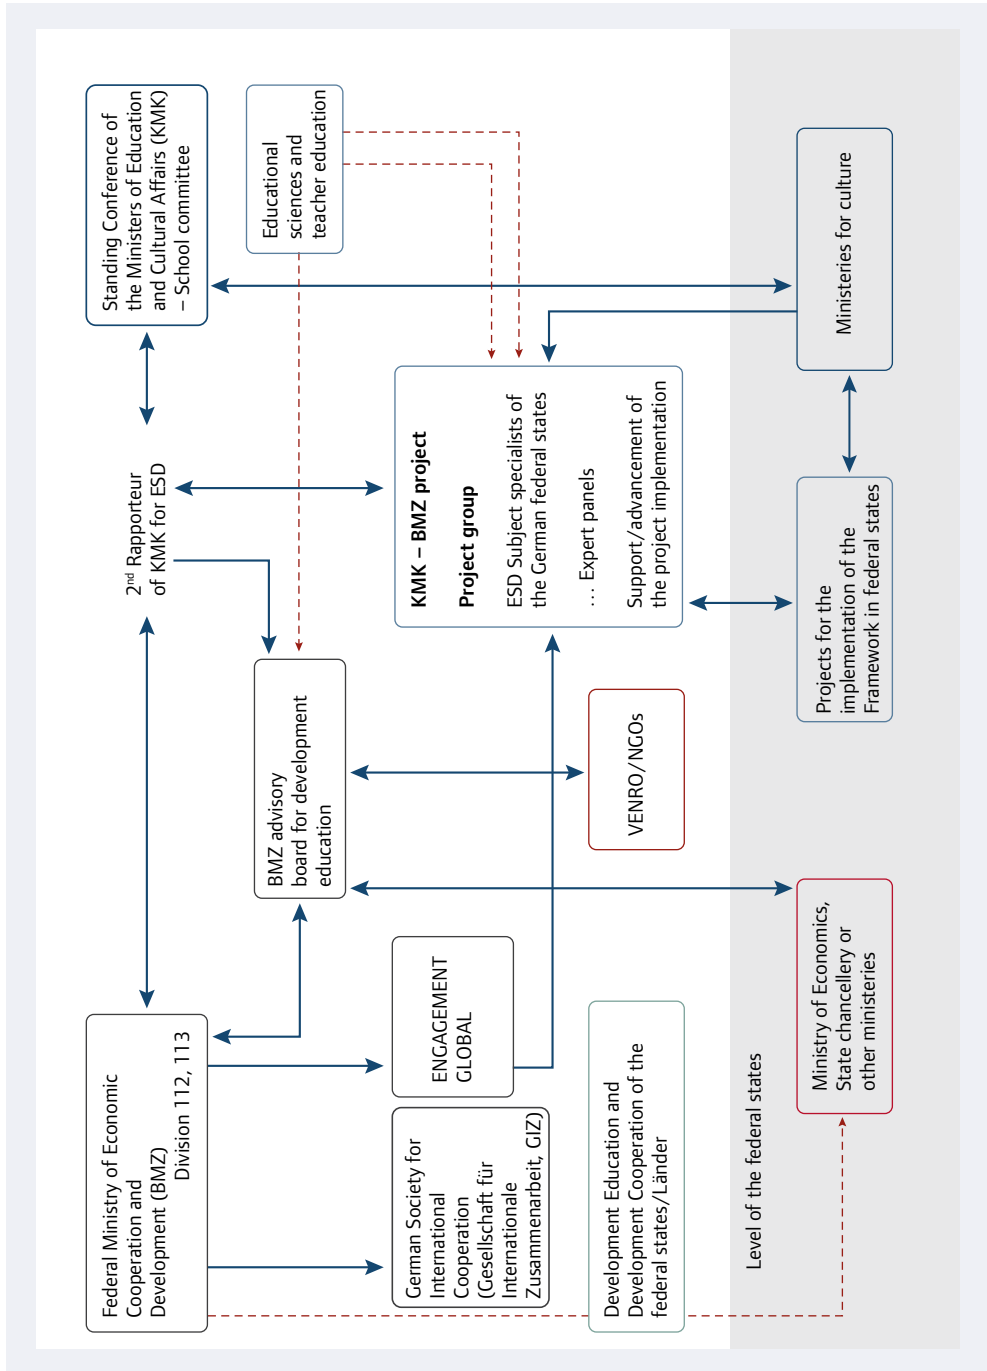 Federal Ministry of Economic
Cooperation and
Development (BMZ)
Division 112, 113
2nd Rapporteur
of KMK for ESD
Standing Conference of
the Ministers of Education
and Cultural Affairs (KMK)
– School committee
BMZ advisory
board for development
education
Educational
sciences and
teacher education
German Society for
International
Cooperation
(Gesellschaft für
Internationale
Zusammenarbeit, GIZ)
ENGAGEMENT
GLOBAL
KMK – BMZ project
Project group
ESD Subject specialists of
the German federal states
… Expert panels
Support/advancement of
the project implementation
Development Education and
Development Cooperation of the
federal states/Länder
VENRO/NGOs
Level of the federal states
Ministry of Economics,
State chancellery or
other ministeries
Projects for the
implementation of the
Framework in federal states
Ministeries for culture